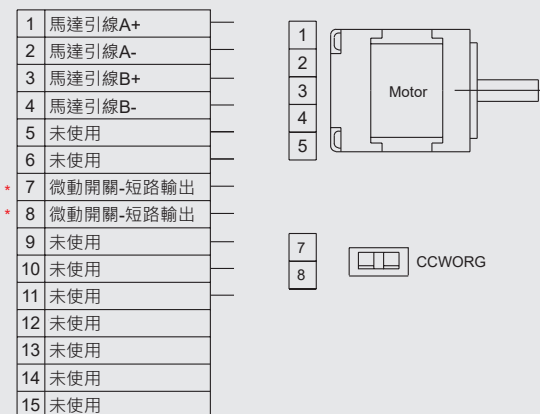 1 馬達引線A+
2 馬達引線A-
3 馬達引線B+
4 馬達引線B-
5 未使用
6 未使用
* 7 微動開關-短路輸出
* 8 微動開關-短路輸出
9 未使用
10 未使用
11 未使用
12 未使用
13 未使用
14 未使用
15 未使用
1
2
3
4
5
Motor
7
8
CCWORG